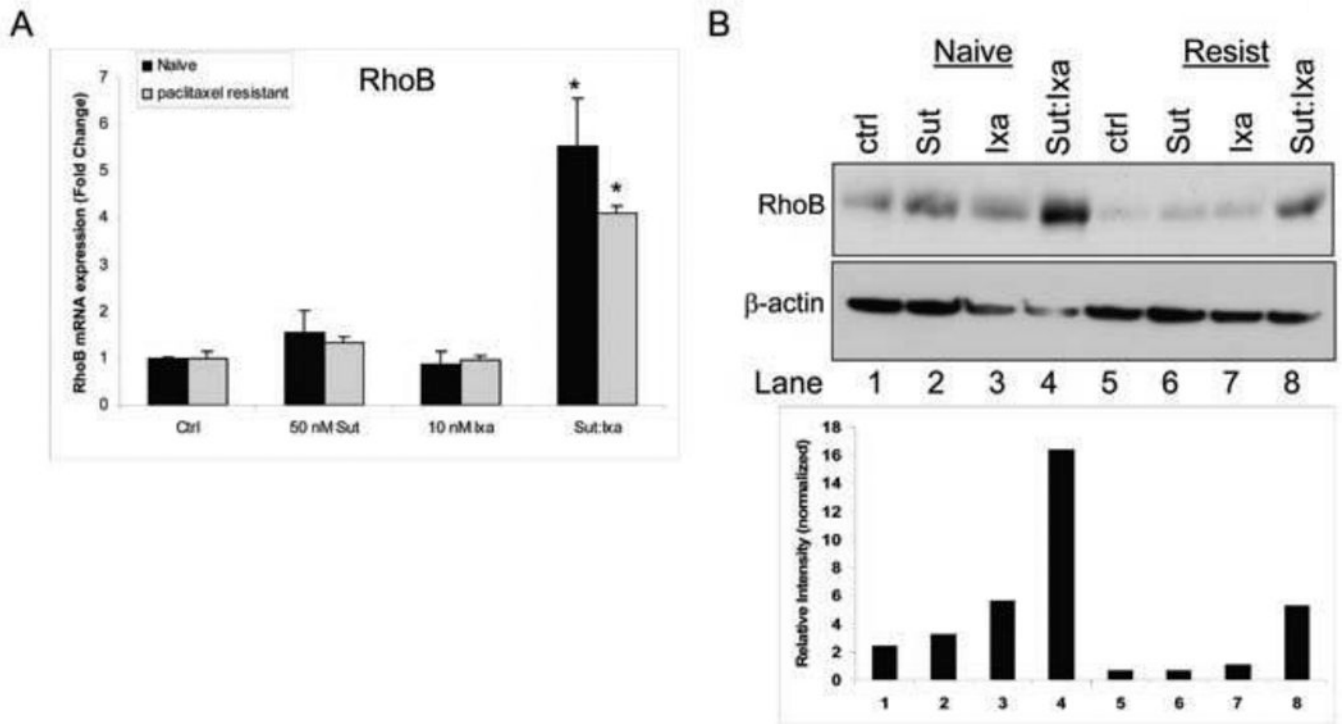 A
RhoB
Naive
paclitaxel resistant
RhoB mRNA expression (Fold Change)
7
6
5
4
3
2
1
0
*
*
Ctrl
50 nM Sut
10 nM Ixa
Sut:Ixa
B
Naive Resist
ctrl Sut Ixa Sut:Ixa ctrl Sut Ixa Sut:Ixa
RhoB
β-actin
Lane 1 2 3 4 5 6 7 8
Relative Intensity (normalized)
18
16
14
12
10
8
6
4
2
0
1 2 3 4 5 6 7 8